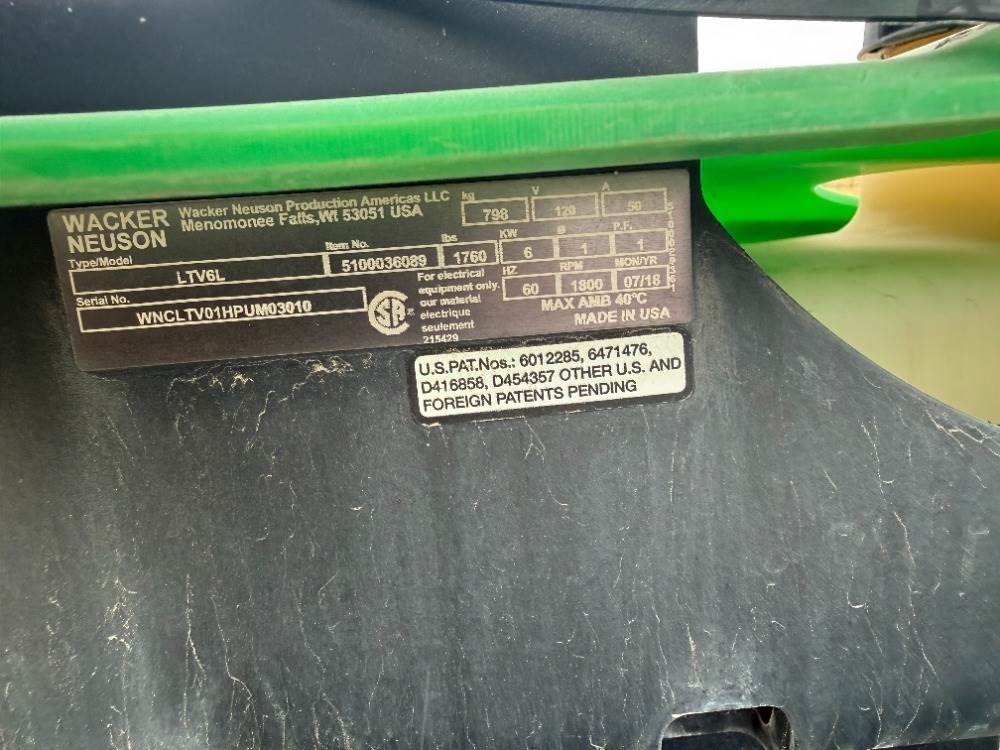 WACKER NEUSON
Wacker Neuson Production Americas LLC
Menomonee Falls, WI 53051 USA
Type/Model
LTV6L
Item No.
5100036089
lbs
1760
kg
798
V
120
A
50
KW
6
Ø
1
P.F.
1
HZ
60
RPM
1800
MON/YR
07/18
Serial No.
WNCLTV01HPUM03010
CSA
For electrical
equipment only.
our material
electrique
seulement
215429
MAX AMB 40°C
MADE IN USA
U.S.PAT.Nos.: 6012285, 6471476,
D416858, D454357 OTHER U.S. AND
FOREIGN PATENTS PENDING